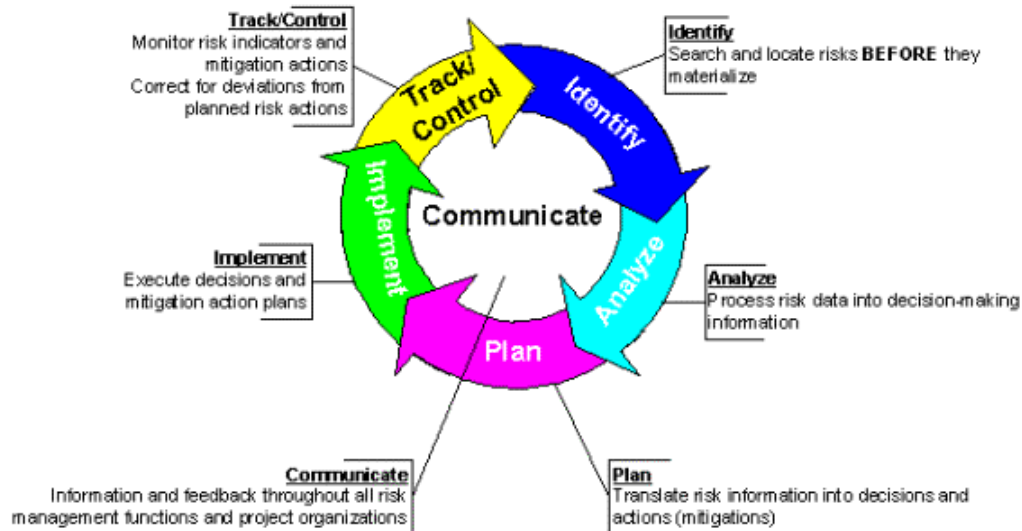 Track/Control
Monitor risk indicators and
mitigation actions
Correct for deviations from
planned risk actions
Identify
Search and locate risks BEFORE they
materialize
Track/
Control
Identify
Implement
Communicate
Analyze
Plan
Implement
Execute decisions and
mitigation action plans
Analyze
Process risk data into decision-making
information
Communicate
Information and feedback throughout all risk
management functions and project organizations
Plan
Translate risk information into decisions and
actions (mitigations)